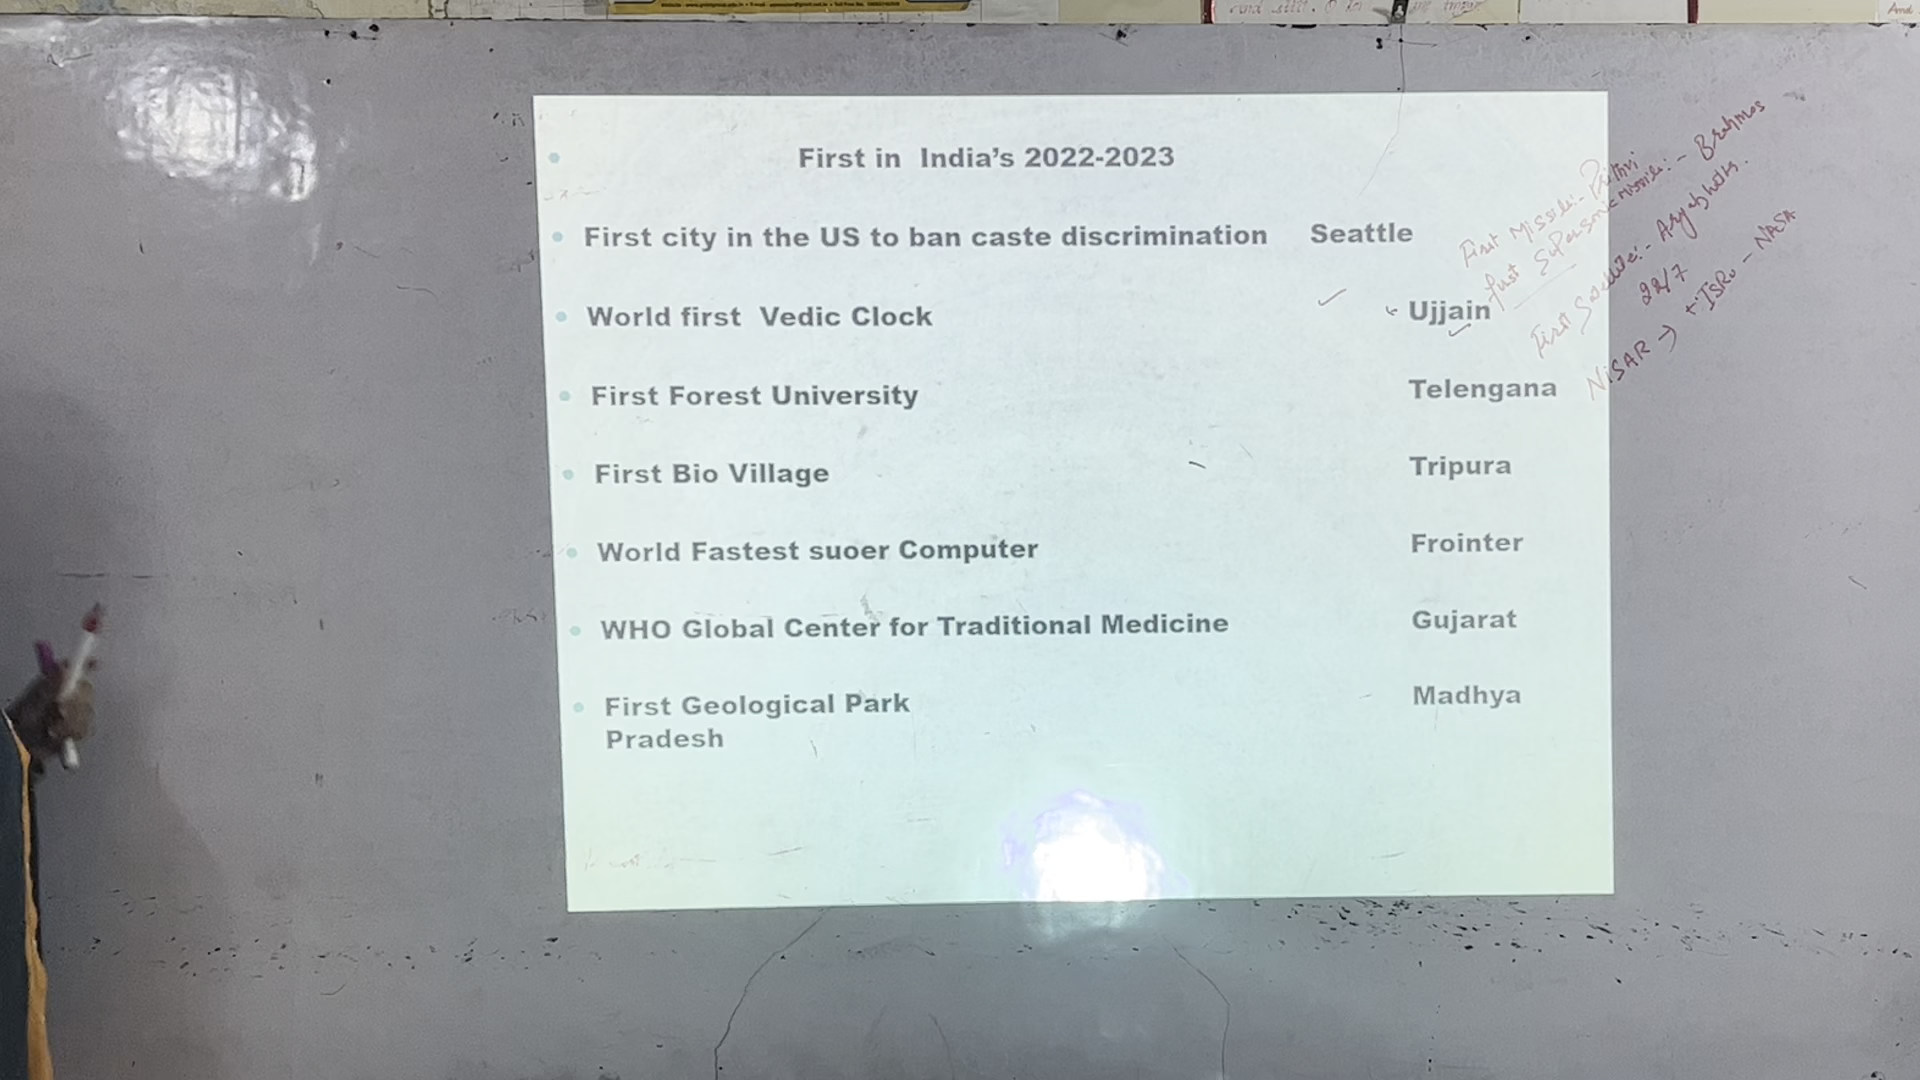 First in India's 2022-2023
First city in the US to ban caste discrimination Seattle
World first Vedic Clock Ujjain
First Forest University Telengana
First Bio Village Tripura
World Fastest suoer Computer Frointer
WHO Global Center for Traditional Medicine Gujarat
First Geological Park Madhya
Pradesh
First Missile:- Prithvi
first Supersonic missile:- Brahmos
First Satellite:- Aryabhata.
22/7
NISAR → ISRO - NASA